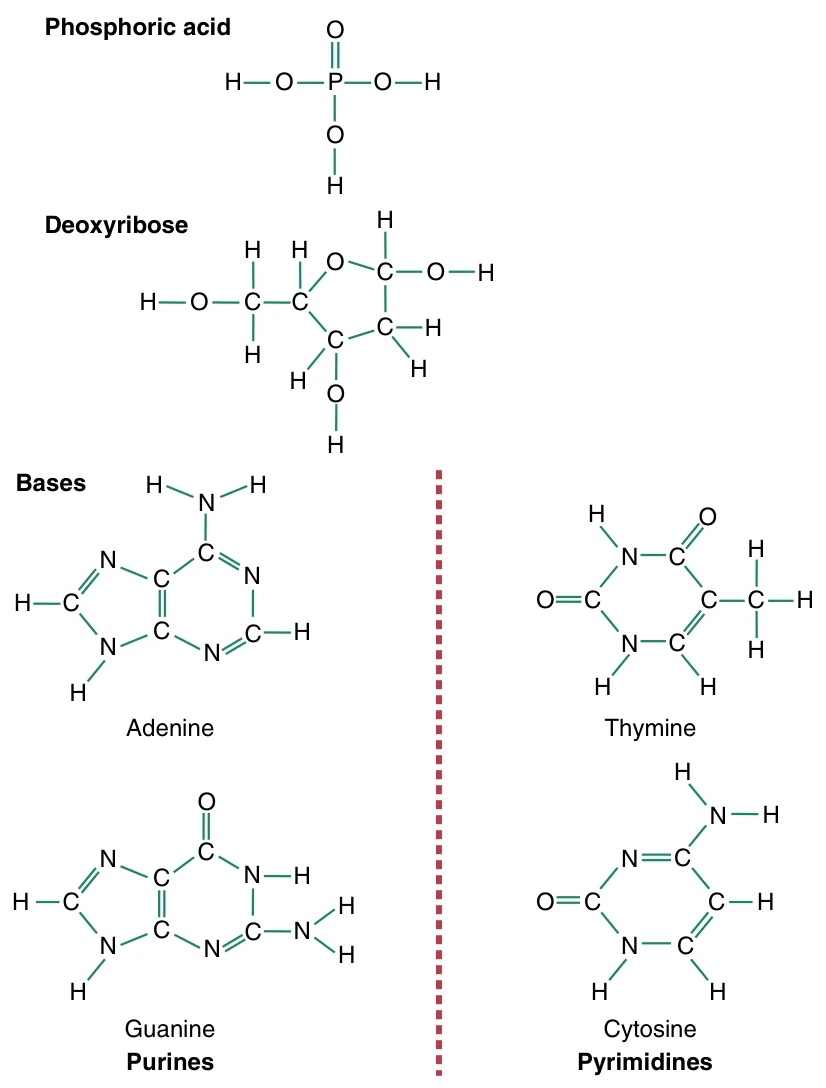 Phosphoric acid
O
H O P O H
O
H
Deoxyribose
H
H H O C O H
H O C C
C H
H C H
H O
H
Bases
H H
N
C
N C N
H C
N C N C H
H
Adenine
H O
N C H
O C C C H
N C H
H H
Thymine
O
C
N C N H
H C
N C N C N H
H H
Guanine
Purines
H
N H
N C
O C C H
N C
H H
Cytosine
Pyrimidines